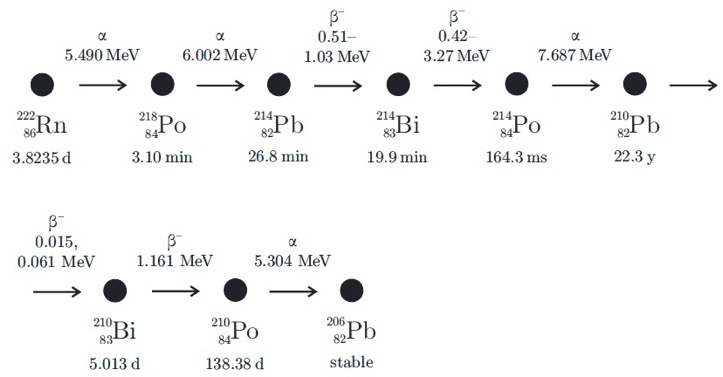 α α β⁻ β⁻ α
5.490 MeV 6.002 MeV 0.51– 0.42– 7.687 MeV
1.03 MeV 3.27 MeV
²²²₈₆Rn ²¹⁸₈₄Po ²¹⁴₈₂Pb ²¹⁴₈₃Bi ²¹⁴₈₄Po ²¹⁰₈₂Pb
3.8235 d 3.10 min 26.8 min 19.9 min 164.3 ms 22.3 y
β⁻
0.015, β⁻ α
0.061 MeV 1.161 MeV 5.304 MeV
²¹⁰₈₃Bi ²¹⁰₈₄Po ²⁰⁶₈₂Pb
5.013 d 138.38 d stable